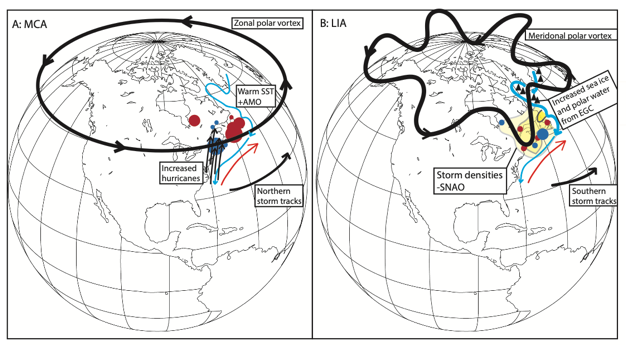 A: MCA
Zonal polar vortex
Warm SST
+AMO
Increased
hurricanes
Northern
storm tracks
B: LIA
Meridonal polar vortex
Increased sea ice
and polar water
from EGC
Storm densities
-SNAO
Southern
storm tracks